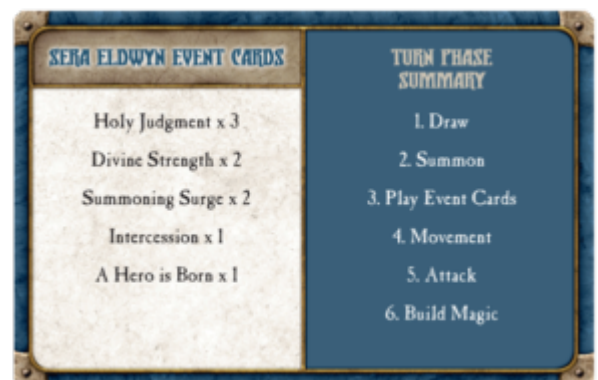 SERA ELDWYN EVENT CARDS
Holy Judgment x 3
Divine Strength x 2
Summoning Surge x 2
Intercession x 1
A Hero is Born x 1
TURN PHASE
SUMMARY
1. Draw
2. Summon
3. Play Event Cards
4. Movement
5. Attack
6. Build Magic